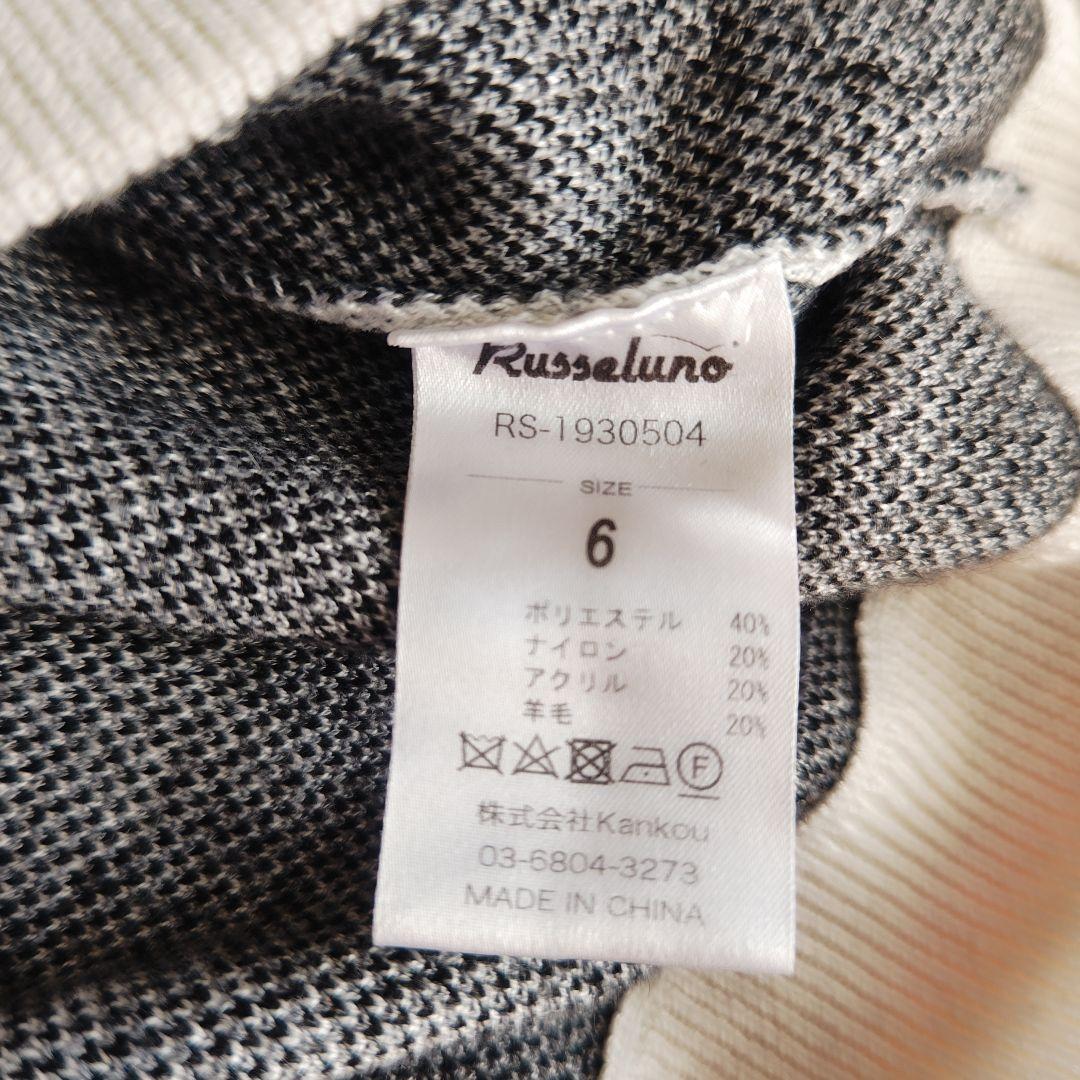 Russeluno
RS-1930504
SIZE
6
ポリエステル 40%
ナイロン 20%
アクリル 20%
羊毛 20%
F
株式会社Kankou
03-6804-3273
MADE IN CHINA